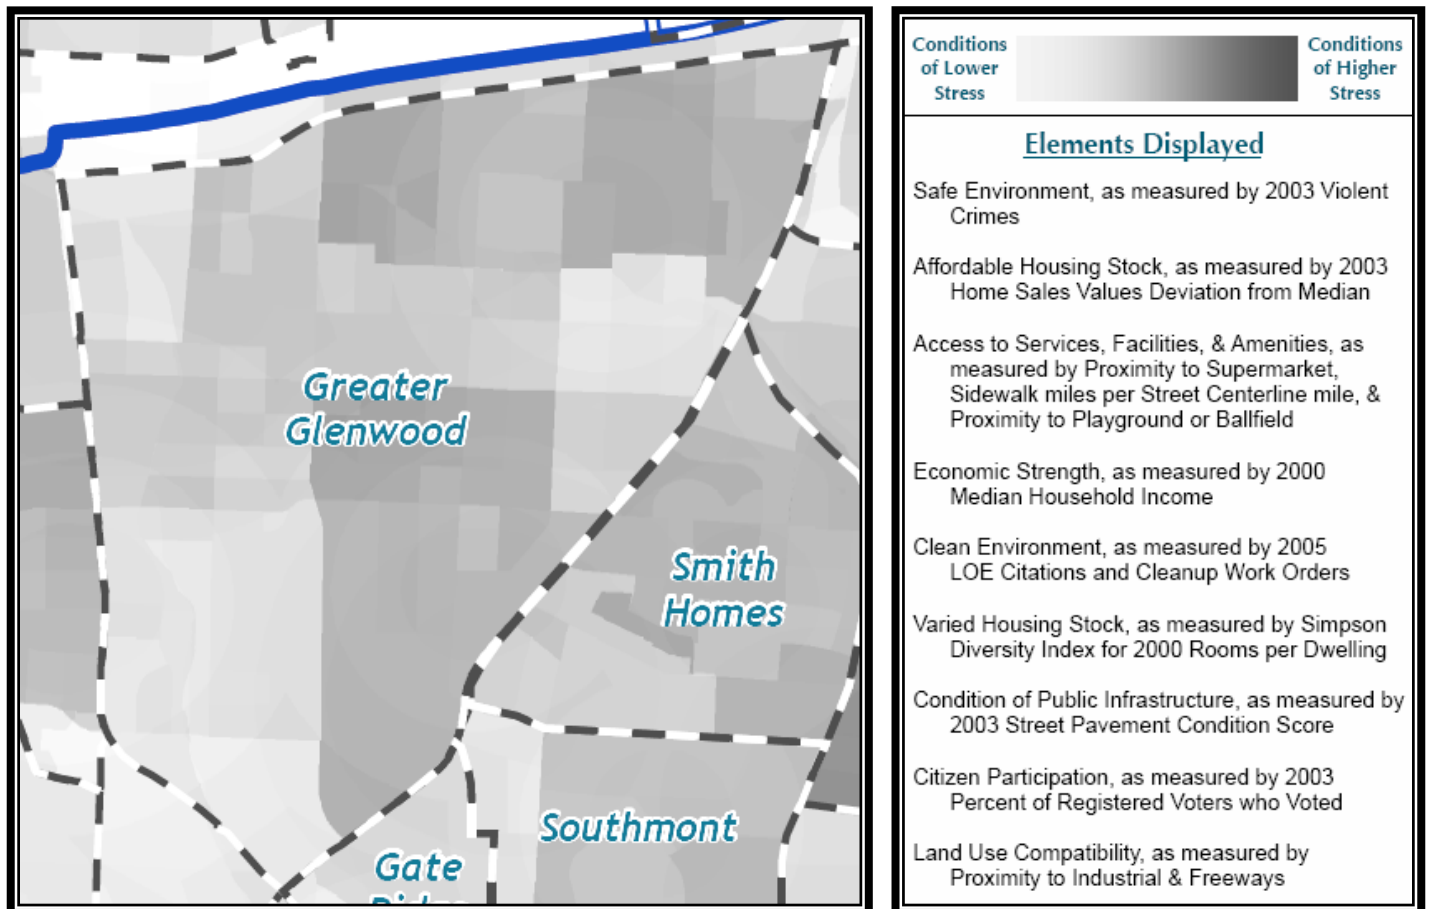 Greater
Glenwood
Smith
Homes
Southmont
Gate
Conditions
of Lower
Stress
Conditions
of Higher
Stress
Elements Displayed
Safe Environment, as measured by 2003 Violent
Crimes
Affordable Housing Stock, as measured by 2003
Home Sales Values Deviation from Median
Access to Services, Facilities, & Amenities, as
measured by Proximity to Supermarket,
Sidewalk miles per Street Centerline mile, &
Proximity to Playground or Ballfield
Economic Strength, as measured by 2000
Median Household Income
Clean Environment, as measured by 2005
LOE Citations and Cleanup Work Orders
Varied Housing Stock, as measured by Simpson
Diversity Index for 2000 Rooms per Dwelling
Condition of Public Infrastructure, as measured by
2003 Street Pavement Condition Score
Citizen Participation, as measured by 2003
Percent of Registered Voters who Voted
Land Use Compatibility, as measured by
Proximity to Industrial & Freeways